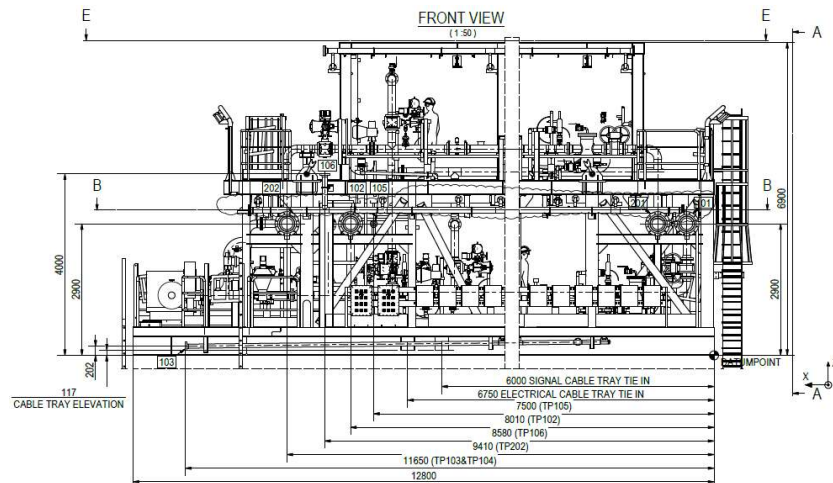 FRONT VIEW
( 1 :50 )
E
E
A
106
202
102
105
201
101
B
B
6900
4000
2900
2900
202
103
DATUMPOINT
X
A
117
CABLE TRAY ELEVATION
6000 SIGNAL CABLE TRAY TIE IN
6750 ELECTRICAL CABLE TRAY TIE IN
7500 (TP105)
8010 (TP102)
8580 (TP106)
9410 (TP202)
11650 (TP103&TP104)
12800